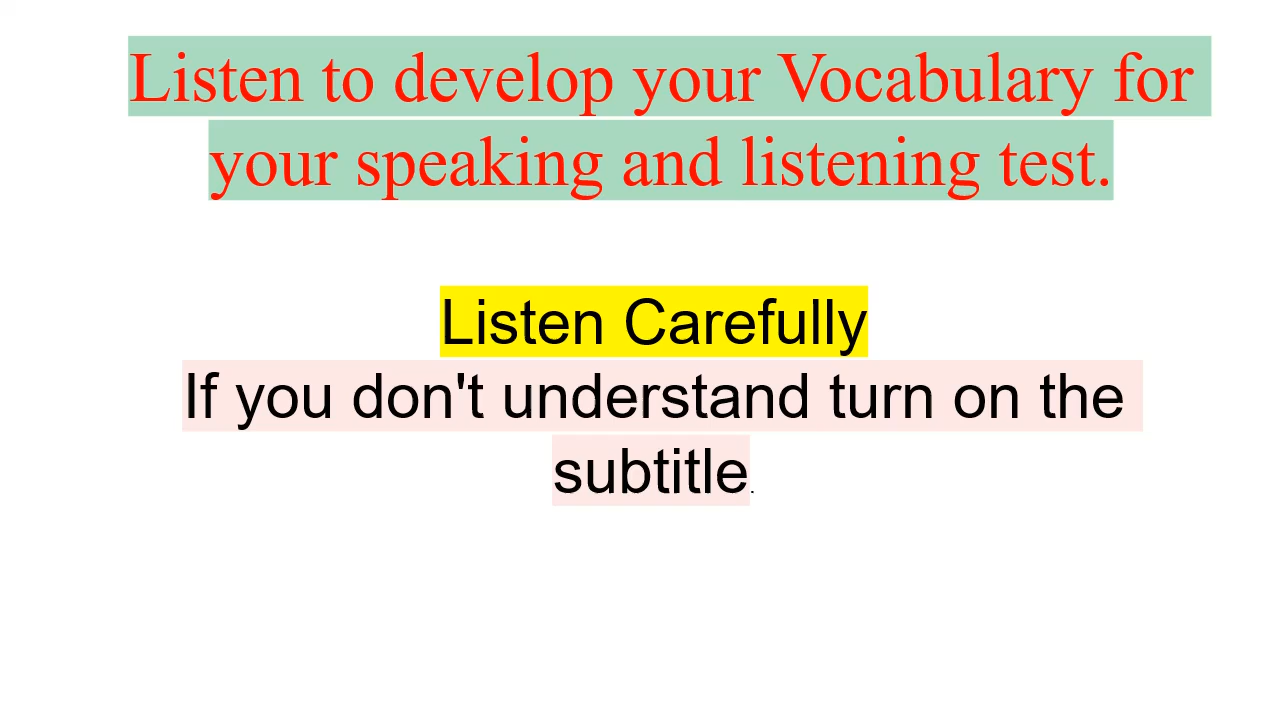 Listen to develop your Vocabulary for
your speaking and listening test.
Listen Carefully
If you don't understand turn on the
subtitle.